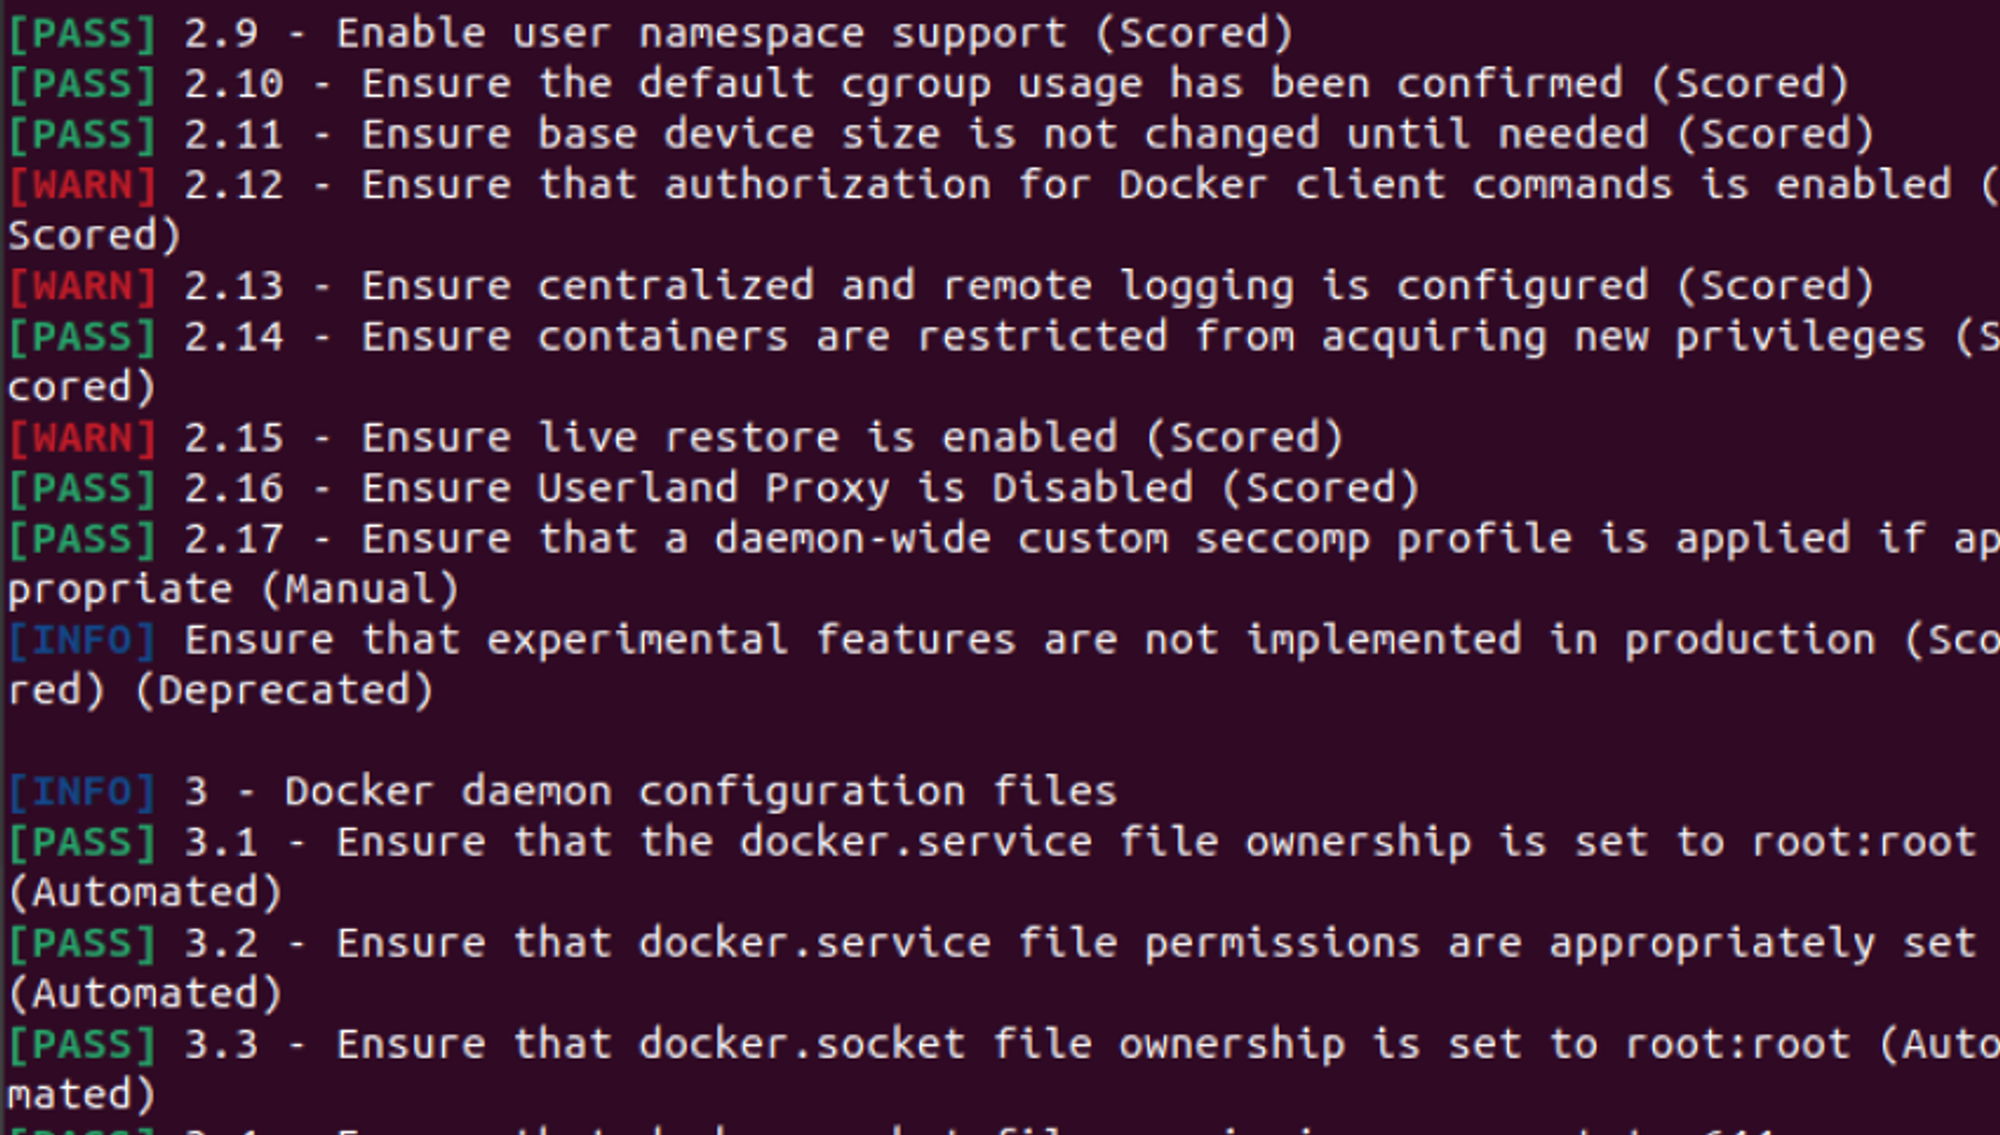 [PASS] 2.9 - Enable user namespace support (Scored)
[PASS] 2.10 - Ensure the default cgroup usage has been confirmed (Scored)
[PASS] 2.11 - Ensure base device size is not changed until needed (Scored)
[WARN] 2.12 - Ensure that authorization for Docker client commands is enabled (
Scored)
[WARN] 2.13 - Ensure centralized and remote logging is configured (Scored)
[PASS] 2.14 - Ensure containers are restricted from acquiring new privileges (S
cored)
[WARN] 2.15 - Ensure live restore is enabled (Scored)
[PASS] 2.16 - Ensure Userland Proxy is Disabled (Scored)
[PASS] 2.17 - Ensure that a daemon-wide custom seccomp profile is applied if ap
propriate (Manual)
[INFO] Ensure that experimental features are not implemented in production (Sco
red) (Deprecated)
[INFO] 3 - Docker daemon configuration files
[PASS] 3.1 - Ensure that the docker.service file ownership is set to root:root
(Automated)
[PASS] 3.2 - Ensure that docker.service file permissions are appropriately set
(Automated)
[PASS] 3.3 - Ensure that docker.socket file ownership is set to root:root (Auto
mated)